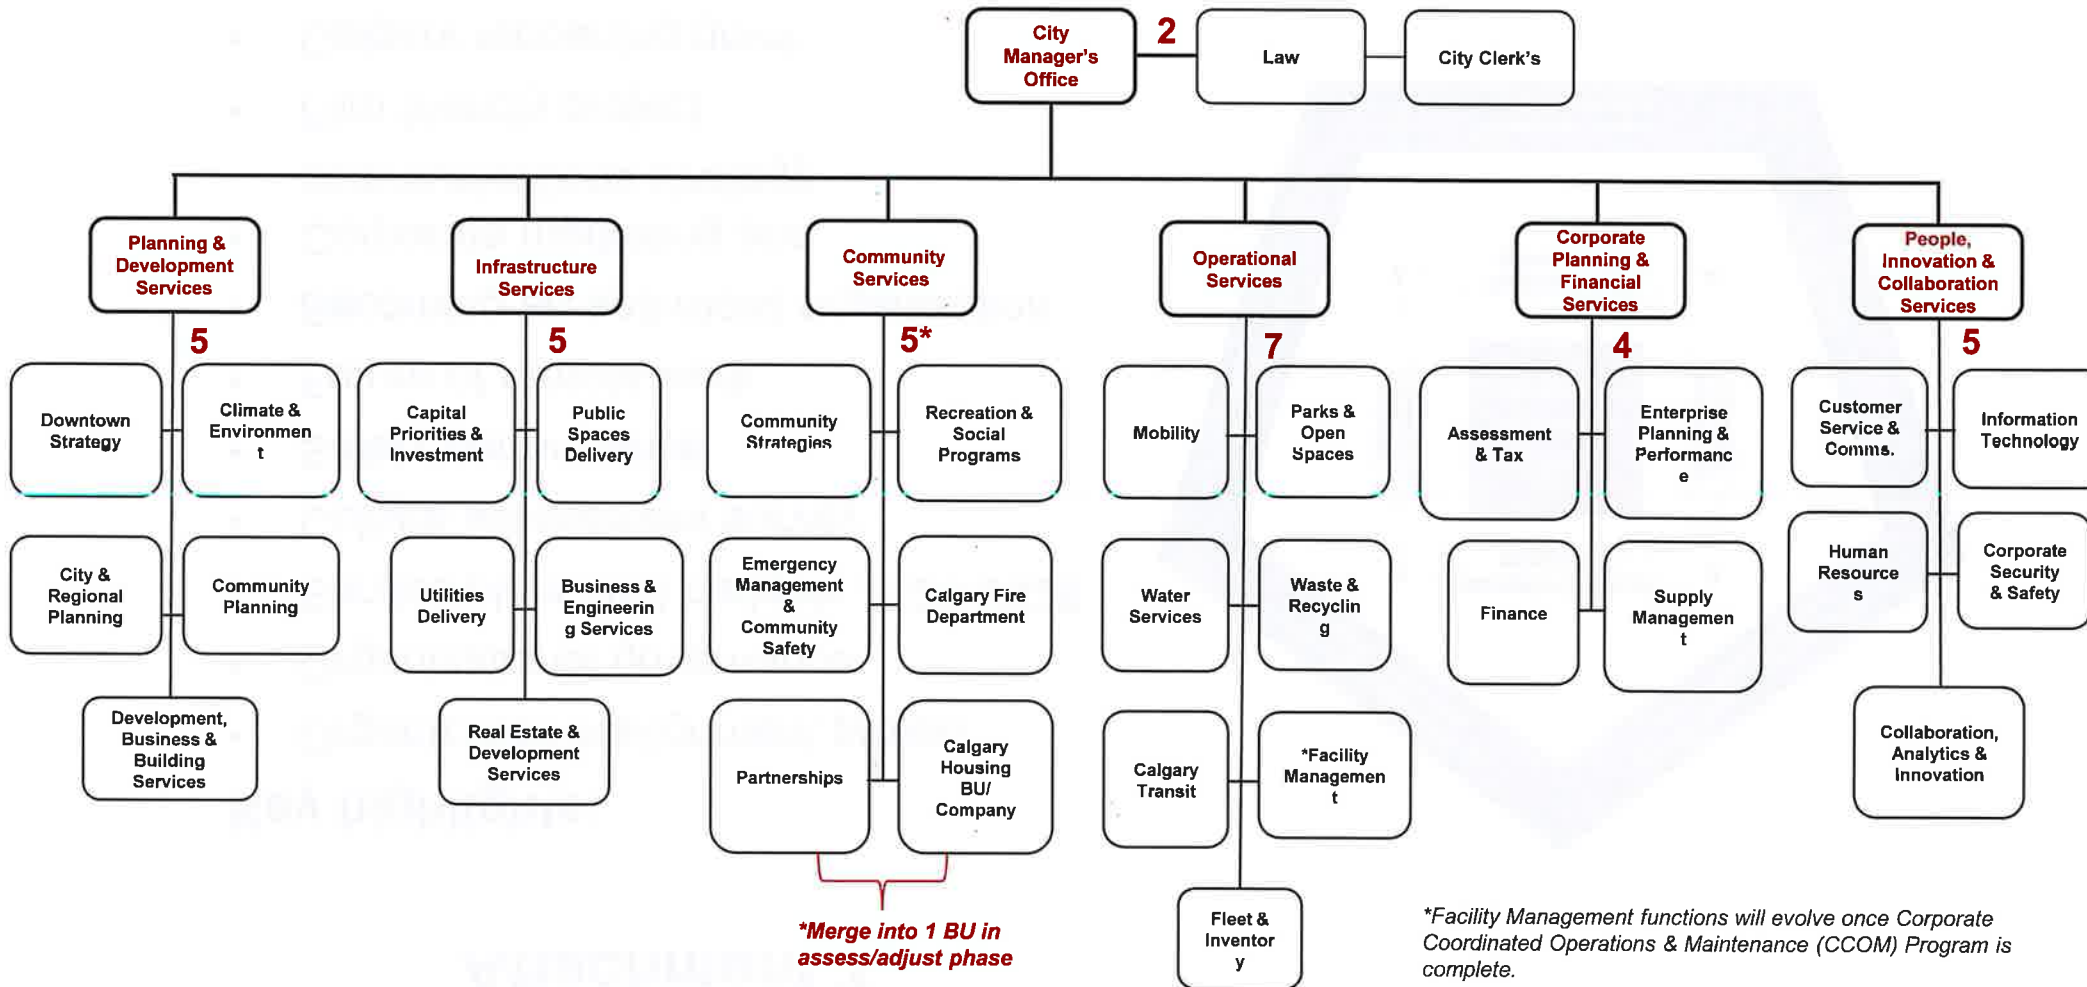 City
Manager's
Office
2
Law
City Clerk's
Planning &
Development
Services
Infrastructure
Services
Community
Services
Operational
Services
Corporate
Planning &
Financial
Services
People,
Innovation &
Collaboration
Services
5
5
5*
7
4
5
Downtown
Strategy
Climate &
Environmen
t
Capital
Priorities &
Investment
Public
Spaces
Delivery
Community
Strategies
Recreation &
Social
Programs
Mobility
Parks &
Open
Spaces
Assessment
& Tax
Enterprise
Planning &
Performanc
e
Customer
Service &
Comms.
Information
Technology
City &
Regional
Planning
Community
Planning
Utilities
Delivery
Business &
Engineerin
g Services
Emergency
Management
&
Community
Safety
Calgary Fire
Department
Water
Services
Waste &
Recyclin
g
Finance
Supply
Managemen
t
Human
Resource
s
Corporate
Security
& Safety
Development,
Business &
Building
Services
Real Estate &
Development
Services
Partnerships
Calgary
Housing
BU/
Company
Calgary
Transit
*Facility
Managemen
t
Collaboration,
Analytics &
Innovation
*Merge into 1 BU in
assess/adjust phase
Fleet &
Inventor
y
*Facility Management functions will evolve once Corporate
Coordinated Operations & Maintenance (CCOM) Program is
complete.